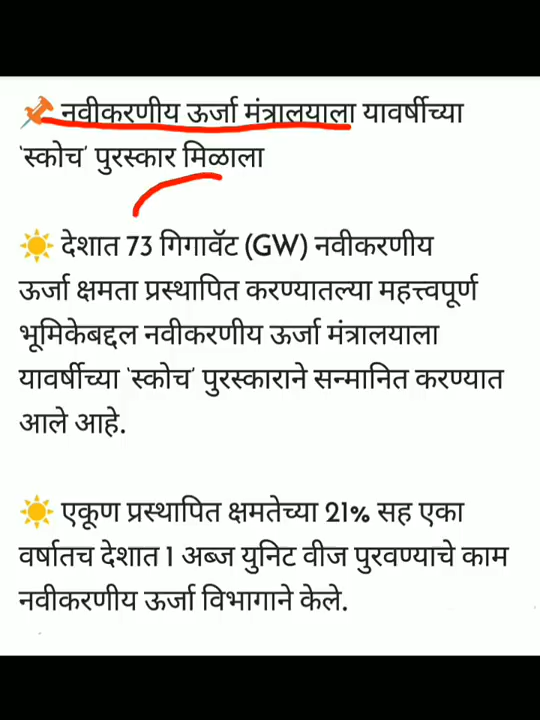 📌 नवीकरणीय ऊर्जा मंत्रालयाला यावर्षीच्या
'स्कोच' पुरस्कार मिळाला
☀️ देशात 73 गिगावॅट (GW) नवीकरणीय
ऊर्जा क्षमता प्रस्थापित करण्यातल्या महत्त्वपूर्ण
भूमिकेबद्दल नवीकरणीय ऊर्जा मंत्रालयाला
यावर्षीच्या 'स्कोच' पुरस्काराने सन्मानित करण्यात
आले आहे.
☀️ एकूण प्रस्थापित क्षमतेच्या 21% सह एका
वर्षातच देशात 1 अब्ज युनिट वीज पुरवण्याचे काम
नवीकरणीय ऊर्जा विभागाने केले.